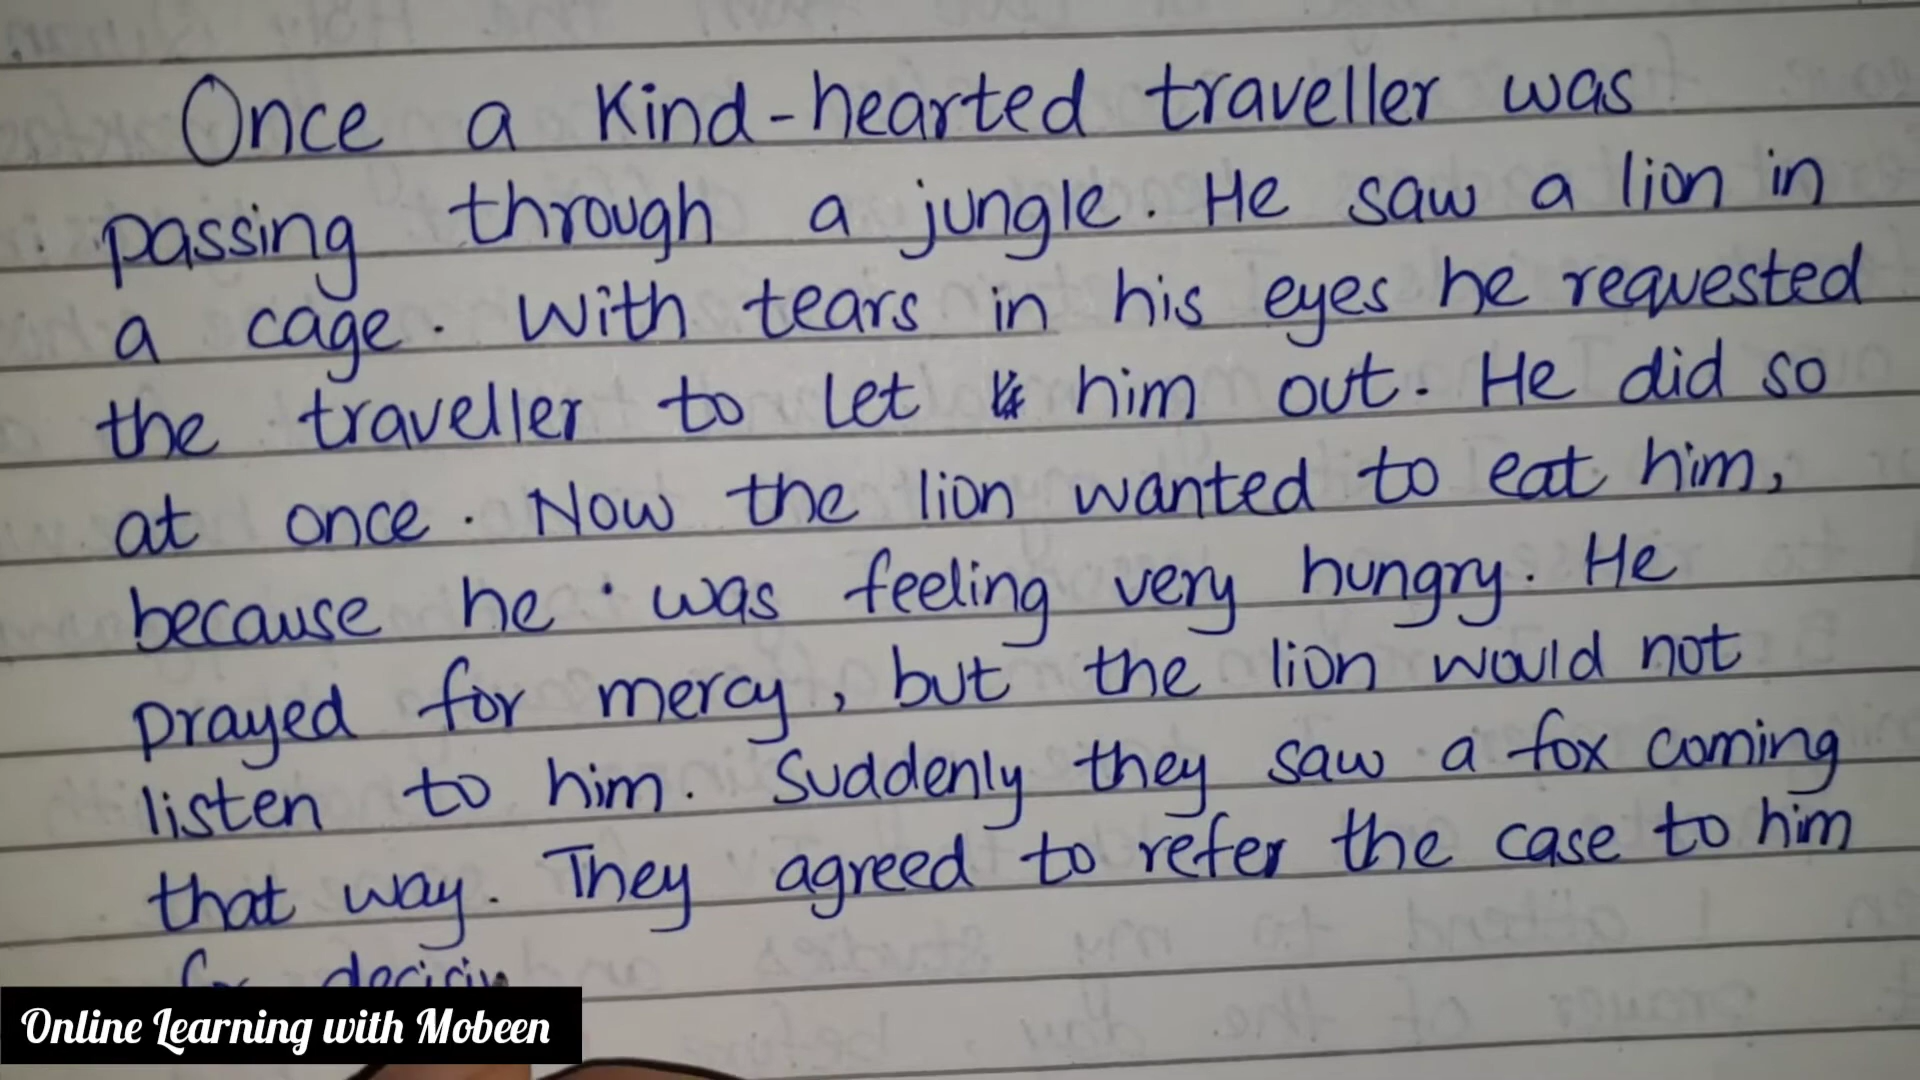 Once a kind-hearted traveller was
passing through a jungle. He saw a lion in
a cage. With tears in his eyes he requested
the traveller to let him out. He did so
at once. Now the lion wanted to eat him,
because he was feeling very hungry. He
prayed for mercy, but the lion would not
listen to him. Suddenly they saw a fox coming
that way. They agreed to refer the case to him
for
Online Learning with Mobeen